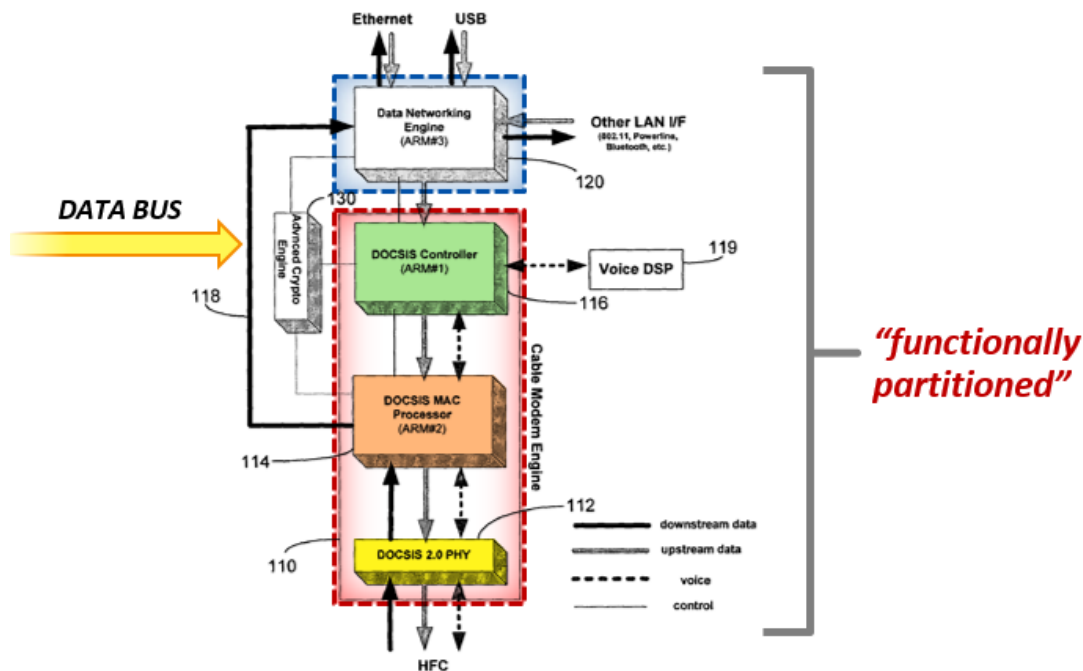 Ethernet
USB
Data Networking
Engine
(ARM#3)
Other LAN I/F
(802.11, Powerline,
Bluetooth, etc.)
120
130
DATA BUS
Advnced Crypto
Engine
DOCSIS Controller
(ARM#1)
Voice DSP
119
116
118
"functionally
partitioned"
Cable Modem Engine
DOCSIS MAC
Processor
(ARM#2)
114
112
110
DOCSIS 2.0 PHY
downstream data
upstream data
voice
control
HFC